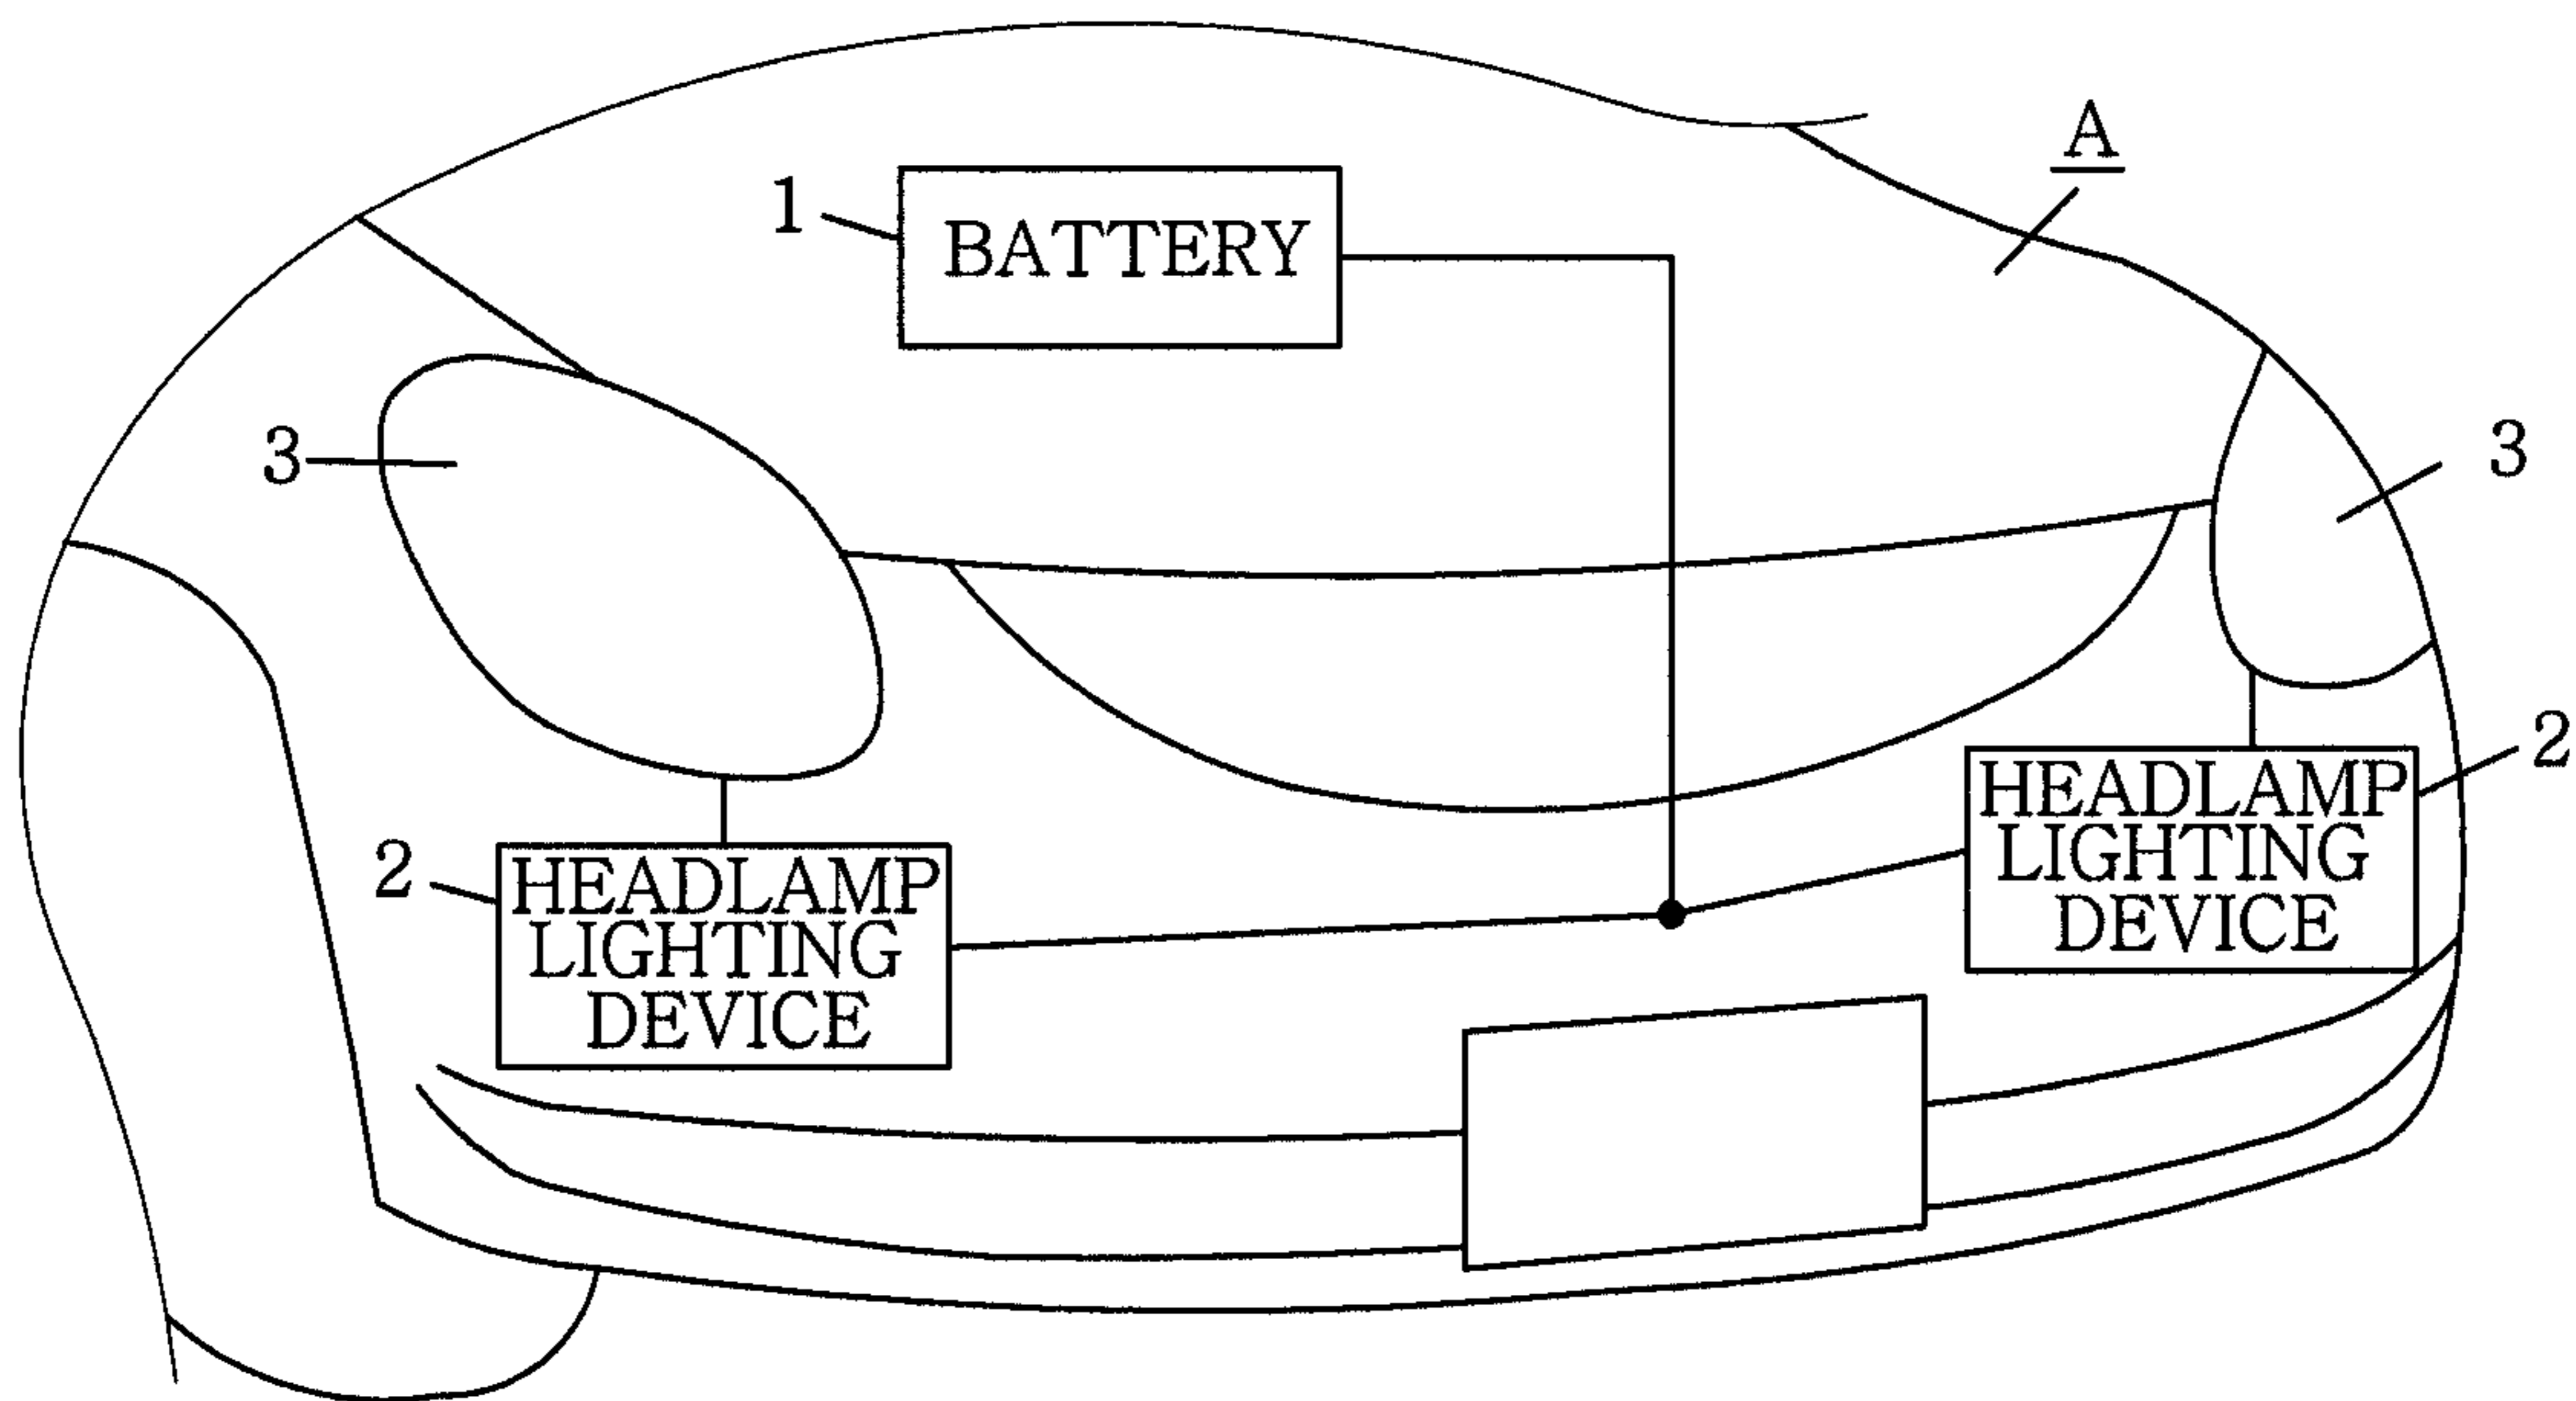 A
1
BATTERY
3
3
2
HEADLAMP
LIGHTING
DEVICE
2
HEADLAMP
LIGHTING
DEVICE